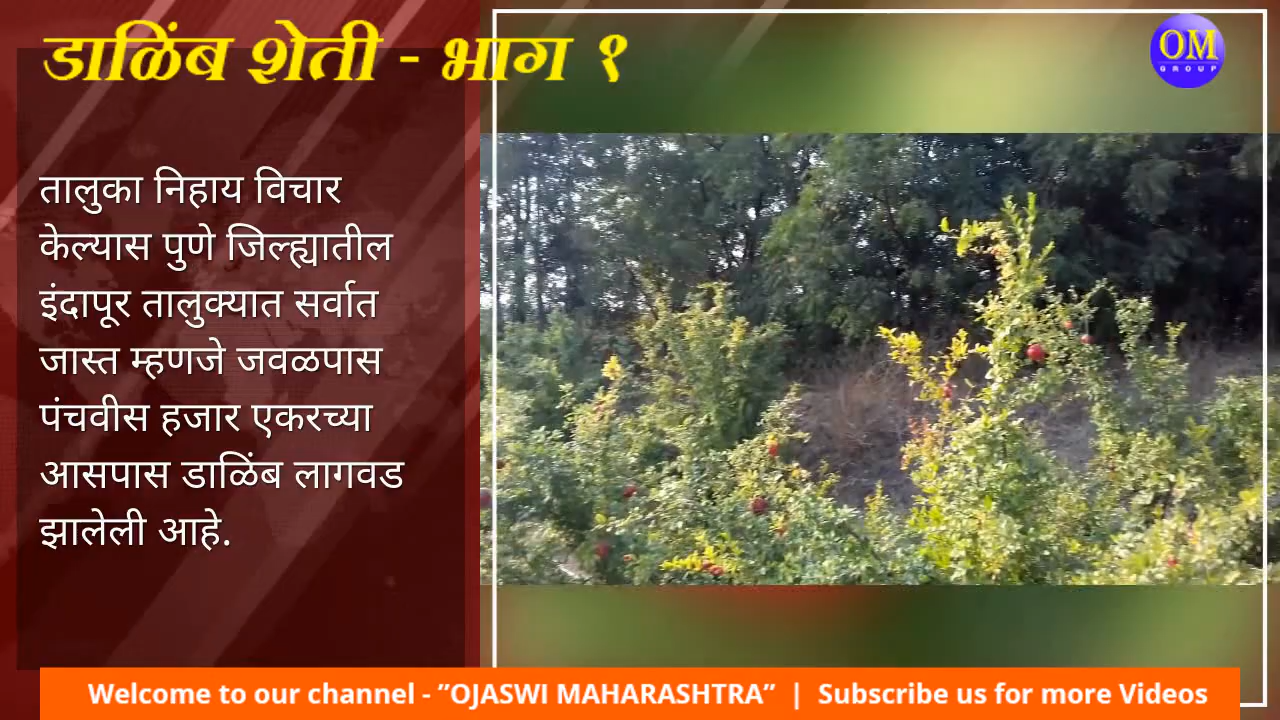 डाळिंब शेती - भाग १
OM
GROUP
तालुका निहाय विचार
केल्यास पुणे जिल्ह्यातील
इंदापूर तालुक्यात सर्वात
जास्त म्हणजे जवळपास
पंचवीस हजार एकरच्या
आसपास डाळिंब लागवड
झालेली आहे.
Welcome to our channel - ”OJASWI MAHARASHTRA” | Subscribe us for more Videos